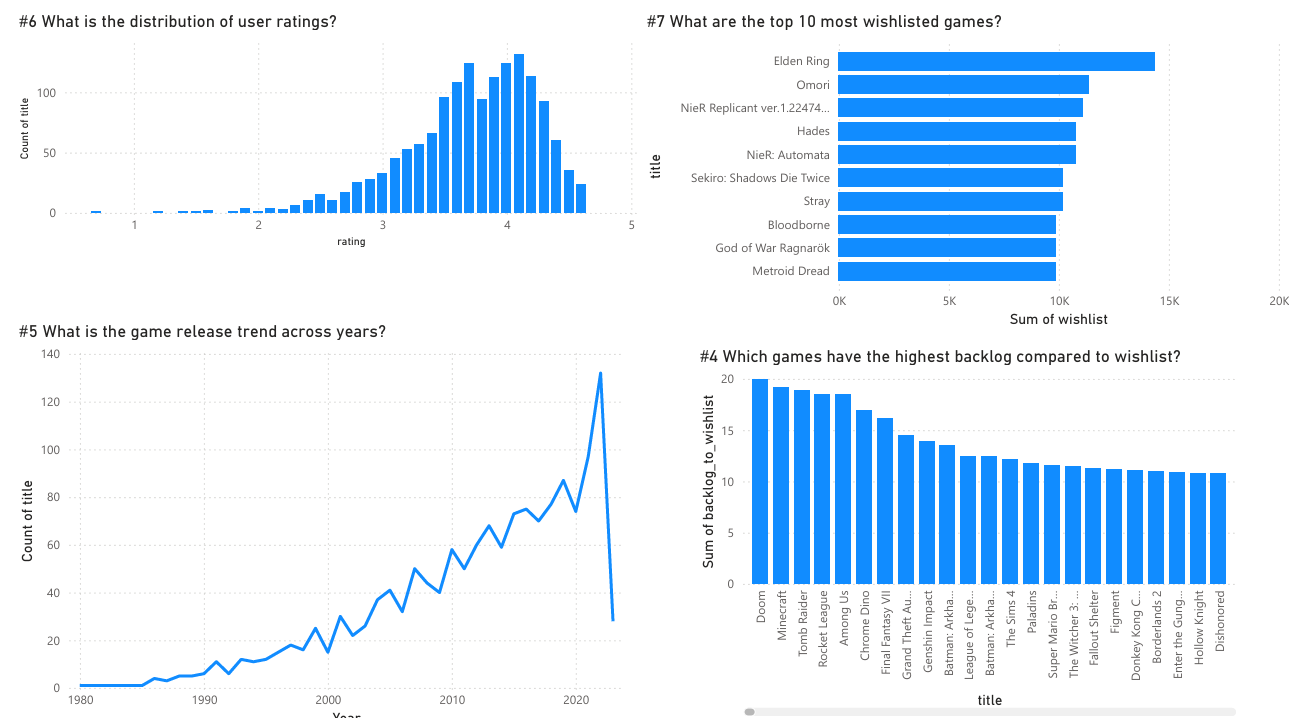 #6 What is the distribution of user ratings?
Count of title
100
50
0
1
2
3
4
5
rating
#7 What are the top 10 most wishlisted games?
title
Elden Ring
Omori
NieR Replicant ver.1.22474...
Hades
NieR: Automata
Sekiro: Shadows Die Twice
Stray
Bloodborne
God of War Ragnarök
Metroid Dread
0K
5K
10K
15K
20K
Sum of wishlist
#5 What is the game release trend across years?
Count of title
140
120
100
80
60
40
20
0
1980
1990
2000
2010
2020
Year
#4 Which games have the highest backlog compared to wishlist?
Sum of backlog_to_wishlist
20
15
10
5
0
Doom
Minecraft
Tomb Raider
Rocket League
Among Us
Chrome Dino
Final Fantasy VII
Grand Theft Au...
Genshin Impact
Batman: Arkha...
League of Lege...
Batman: Arkha...
The Sims 4
Paladins
Super Mario Br...
The Witcher 3: ...
Fallout Shelter
Figment
Donkey Kong C...
Borderlands 2
Enter the Gung...
Hollow Knight
Dishonored
title